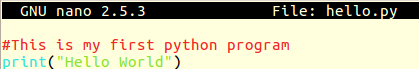 GNU nano 2.5.3 File: hello.py
#This is my first python program
print("Hello World")